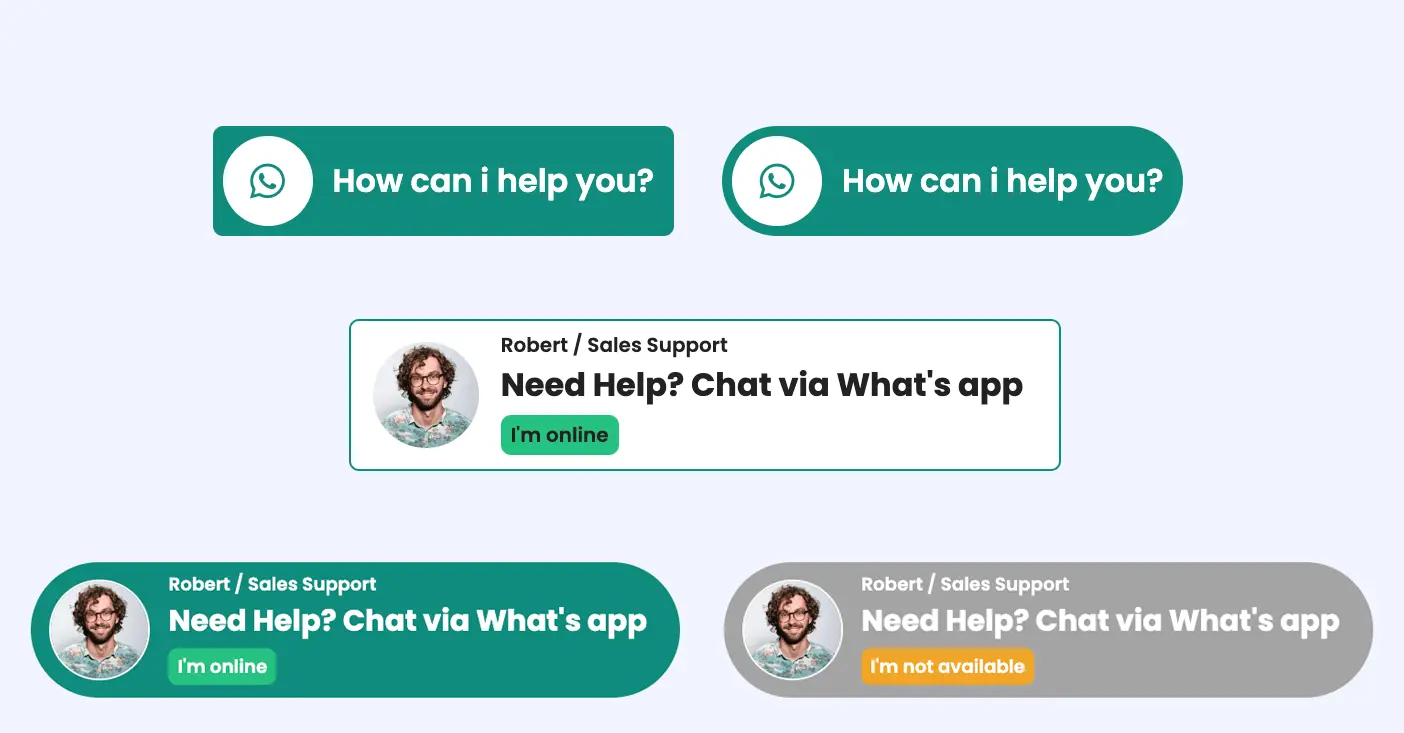 How can i help you?
How can i help you?
Robert / Sales Support
Need Help? Chat via What's app
I'm online
Robert / Sales Support
Need Help? Chat via What's app
I'm online
Robert / Sales Support
Need Help? Chat via What's app
I'm not available